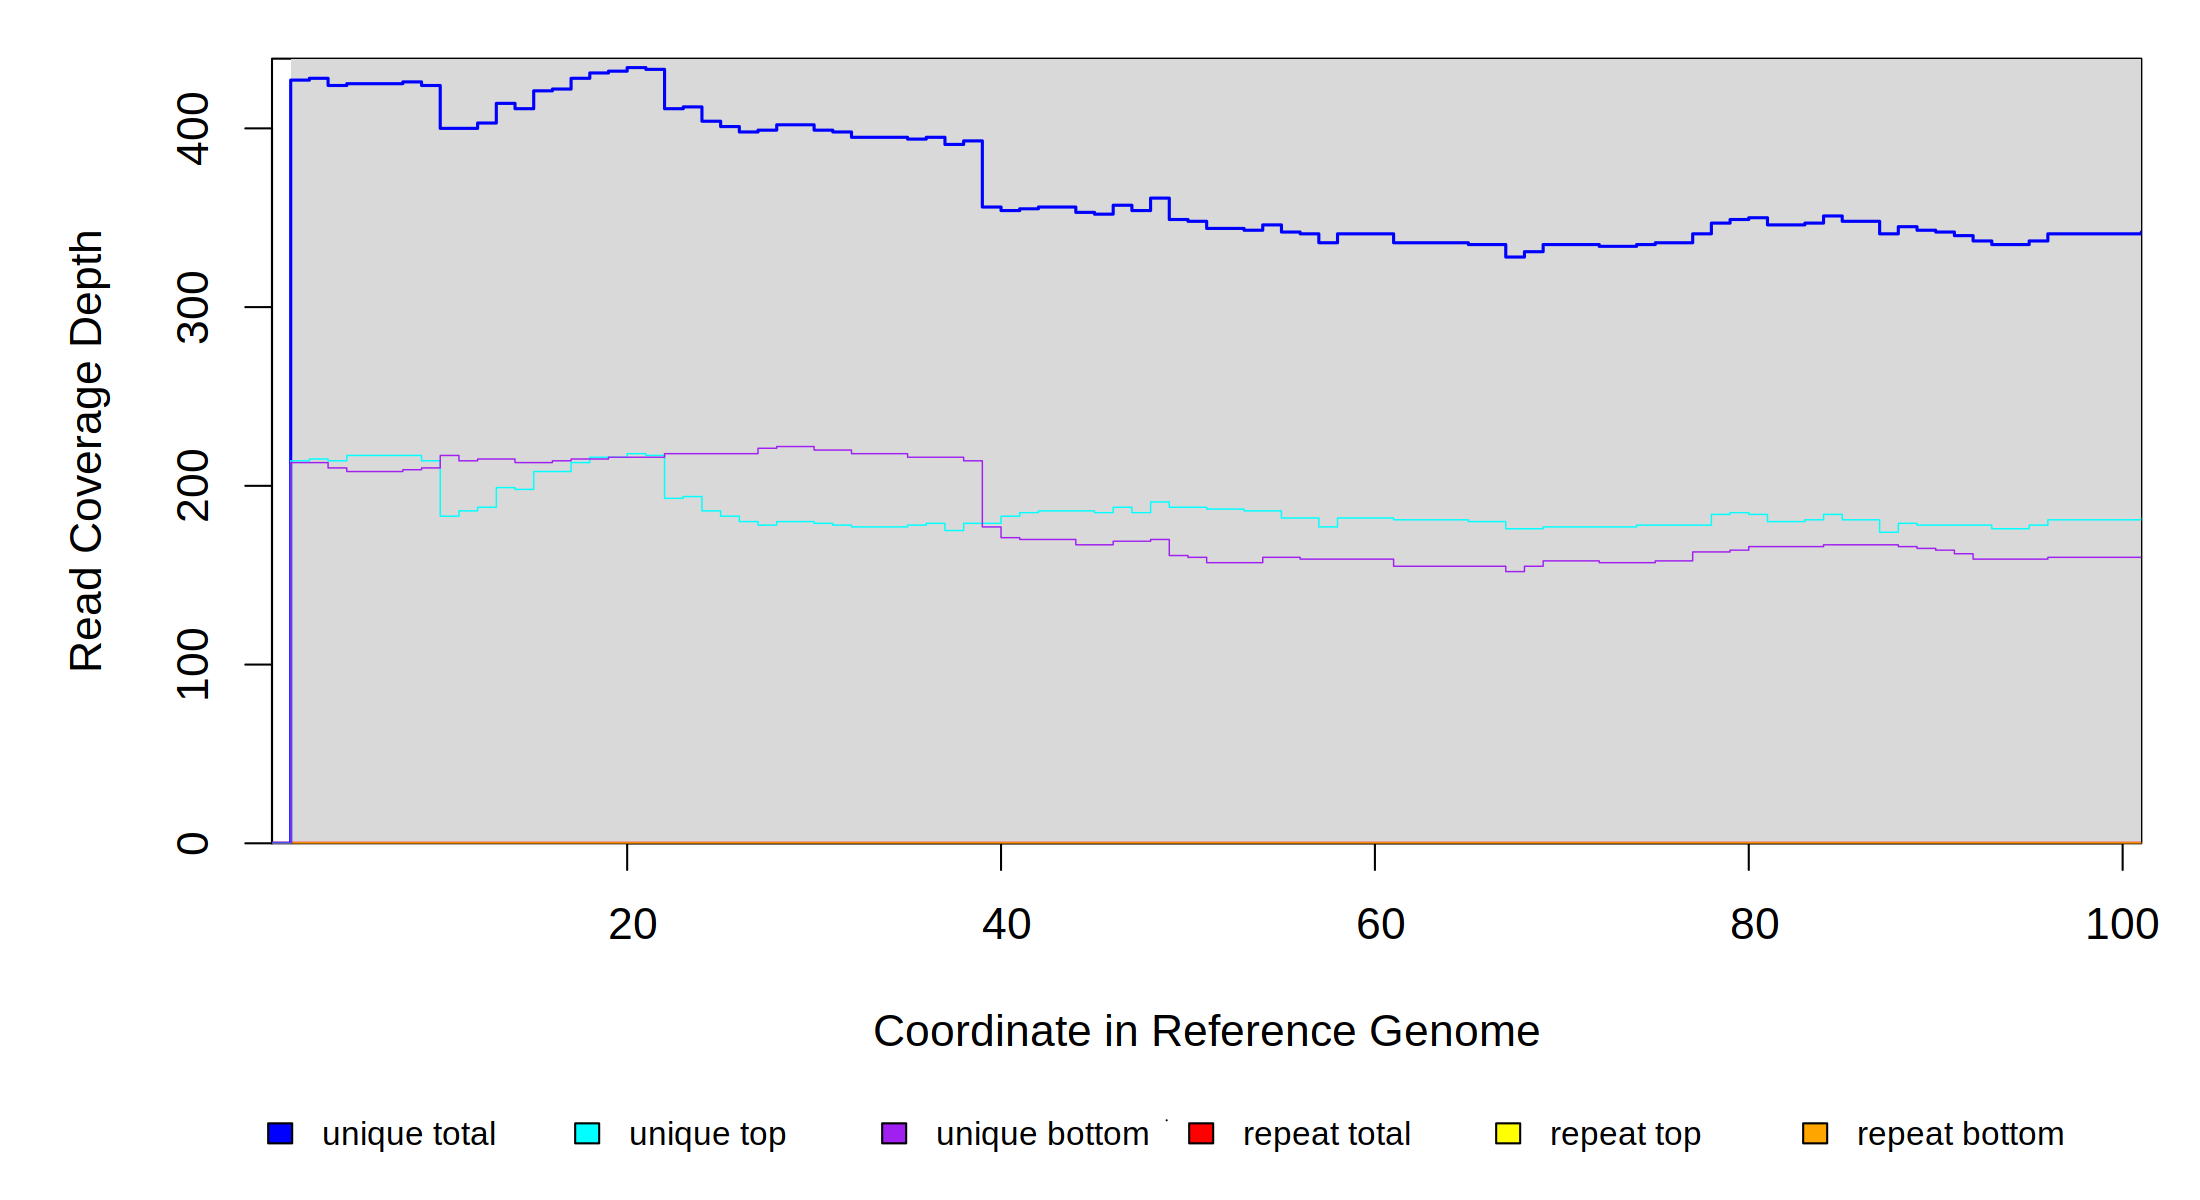 Read Coverage Depth
400
300
200
100
0
20 40 60 80 100
Coordinate in Reference Genome
unique total unique top unique bottom repeat total repeat top repeat bottom